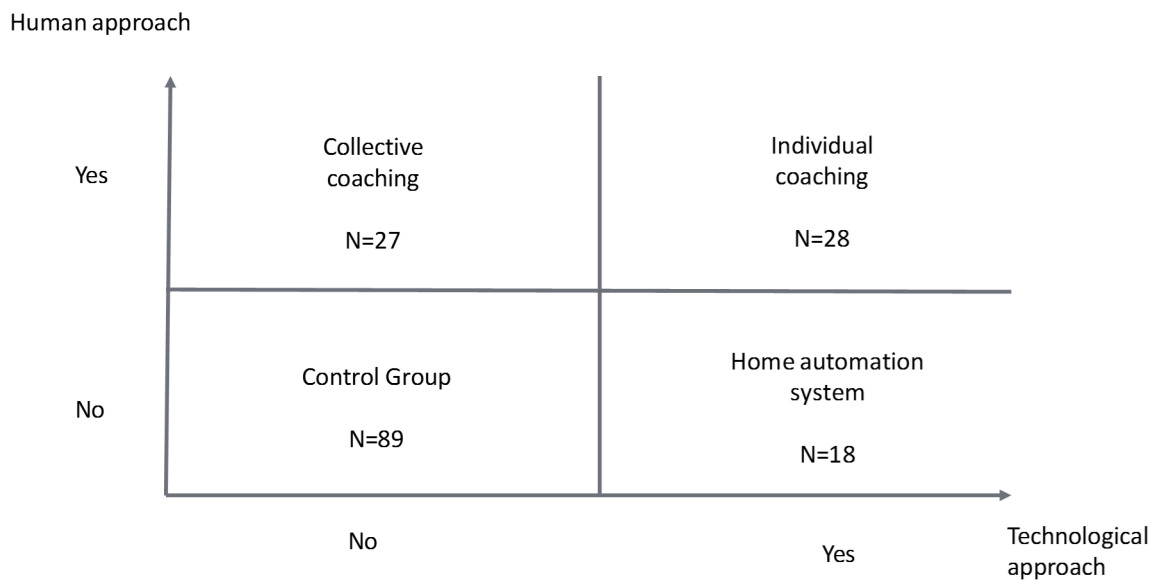 Human approach
Yes
Collective
coaching
N=27
Individual
coaching
N=28
No
Control Group
N=89
Home automation
system
N=18
No
Yes
Technological
approach